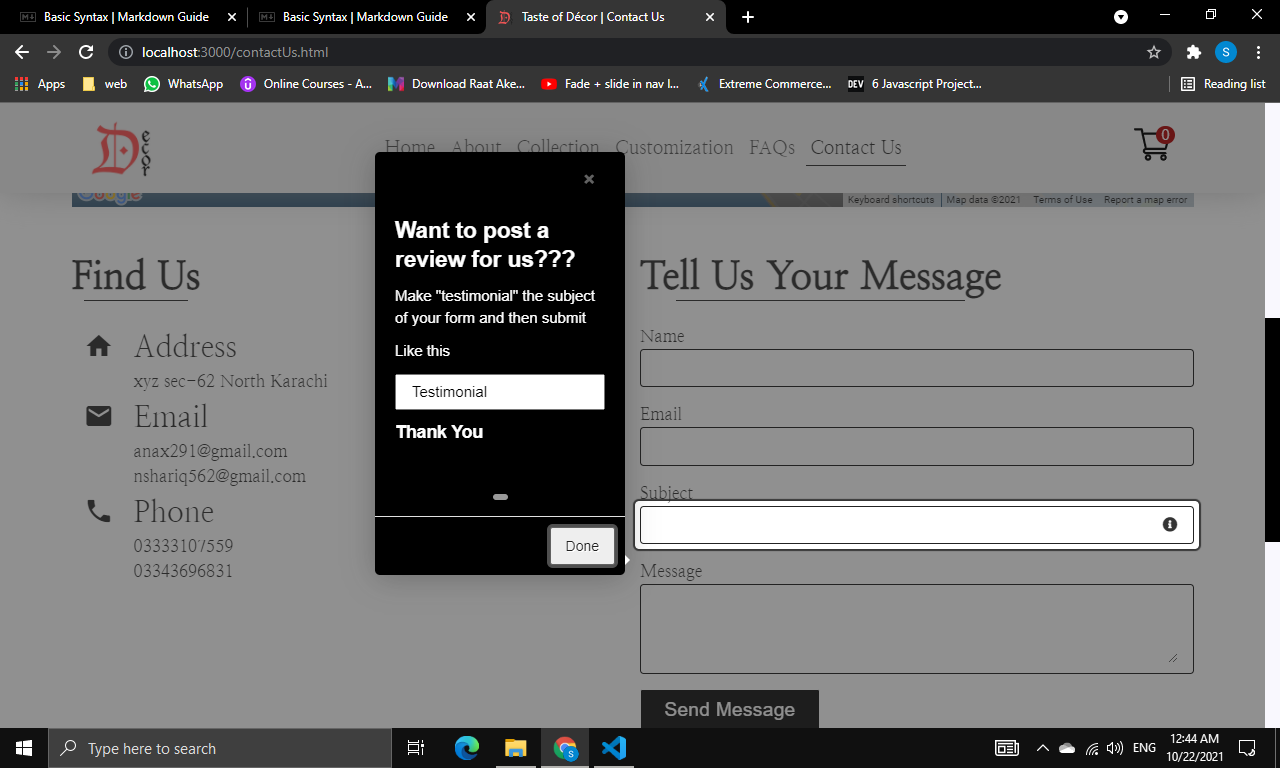 Basic Syntax | Markdown Guide
Basic Syntax | Markdown Guide
Taste of Décor | Contact Us
localhost:3000/contactUs.html
S
Apps
web
WhatsApp
Online Courses - A...
Download Raat Ake...
Fade + slide in nav l...
Extreme Commerce...
DEV
6 Javascript Project...
Reading list
Decor
Home
About
Collection
Customization
FAQs
Contact Us
0
Google
Keyboard shortcuts
Map data ©2021
Terms of Use
Report a map error
×
Want to post a
review for us???
Make "testimonial" the subject
of your form and then submit
Like this
Testimonial
Thank You
Done
Find Us
Address
xyz sec-62 North Karachi
Email
anax291@gmail.com
nshariq562@gmail.com
Phone
03333107559
03343696831
Tell Us Your Message
Name
Email
Subject
Message
Send Message
Type here to search
S
ENG
12:44 AM
10/22/2021